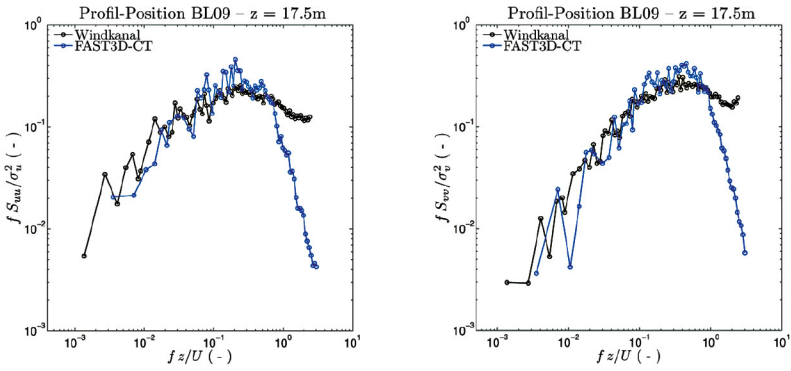 Profil-Position BL09 – z = 17.5m
Windkanal
FAST3D-CT
10^0
10^-1
10^-2
10^-3
f S_uu/σ_u^2 ( - )
10^-3 10^-2 10^-1 10^0 10^1
f z/U ( - )
Profil-Position BL09 – z = 17.5m
Windkanal
FAST3D-CT
10^0
10^-1
10^-2
10^-3
f S_vv/σ_v^2 ( - )
10^-3 10^-2 10^-1 10^0 10^1
f z/U ( - )